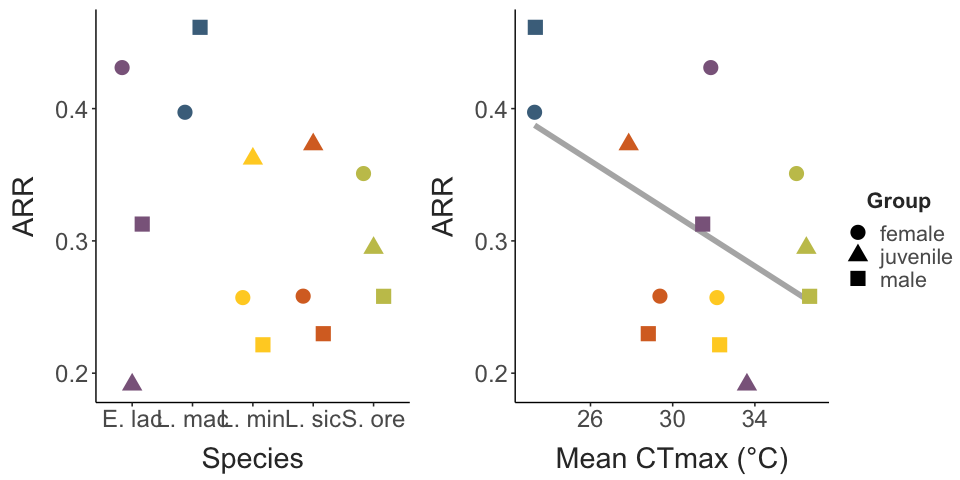 ARR
0.4
0.3
0.2
E. lac L. mac L. min L. sic S. ore
Species
ARR
0.4
0.3
0.2
26 30 34
Mean CTmax (°C)
Group
female
juvenile
male